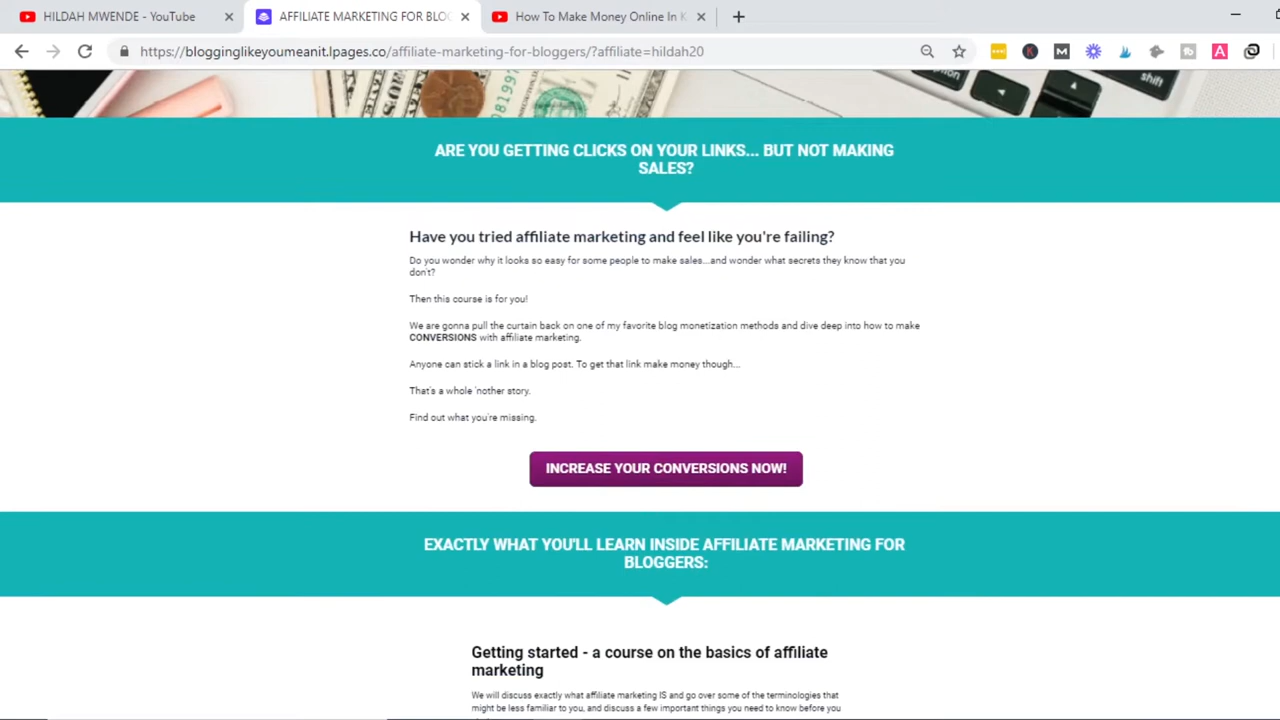 HILDAH MWENDE - YouTube
AFFILIATE MARKETING FOR BLOG
How To Make Money Online In K
https://blogginglikeyoumeanit.lpages.co/affiliate-marketing-for-bloggers/?affiliate=hildah20
option
shift
ARE YOU GETTING CLICKS ON YOUR LINKS... BUT NOT MAKING
SALES?
Have you tried affiliate marketing and feel like you're failing?
Do you wonder why it looks so easy for some people to make sales...and wonder what secrets they know that you
don't?
Then this course is for you!
We are gonna pull the curtain back on one of my favorite blog monetization methods and dive deep into how to make
CONVERSIONS with affiliate marketing.
Anyone can stick a link in a blog post. To get that link make money though...
That's a whole 'nother story.
Find out what you're missing.
INCREASE YOUR CONVERSIONS NOW!
EXACTLY WHAT YOU'LL LEARN INSIDE AFFILIATE MARKETING FOR
BLOGGERS:
Getting started - a course on the basics of affiliate
marketing
We will discuss exactly what affiliate marketing IS and go over some of the terminologies that
might be less familiar to you, and discuss a few important things you need to know before you